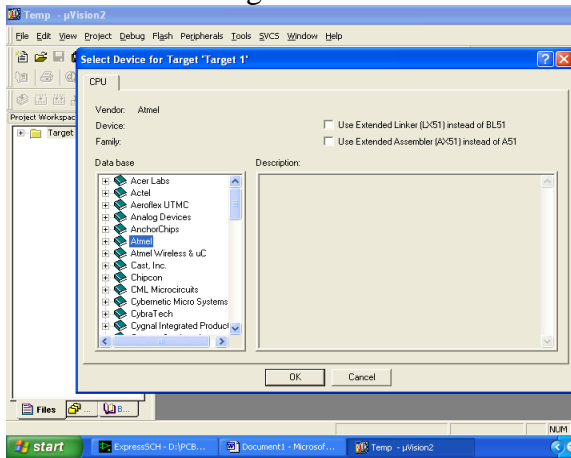 Temp - µVision2
File Edit View Project Debug Flash Peripherals Tools SVCS Window Help
Select Device for Target 'Target 1'
CPU
Vendor: Atmel
Device:
Use Extended Linker (LX51) instead of BL51
Family:
Use Extended Assembler (AX51) instead of A51
Project Workspac
Target
Data base
Description:
Acer Labs
Actel
Aeroflex UTMC
Analog Devices
AnchorChips
Atmel
Atmel Wireless & uC
Cast, Inc.
Chipcon
CML Microcircuits
Cybernetic Micro Systems
CybraTech
Cygnal Integrated Product
OK Cancel
Files ... B...
NUM
start ExpressSCH - D:\PCB... Document1 - Microsof... Temp - µVision2